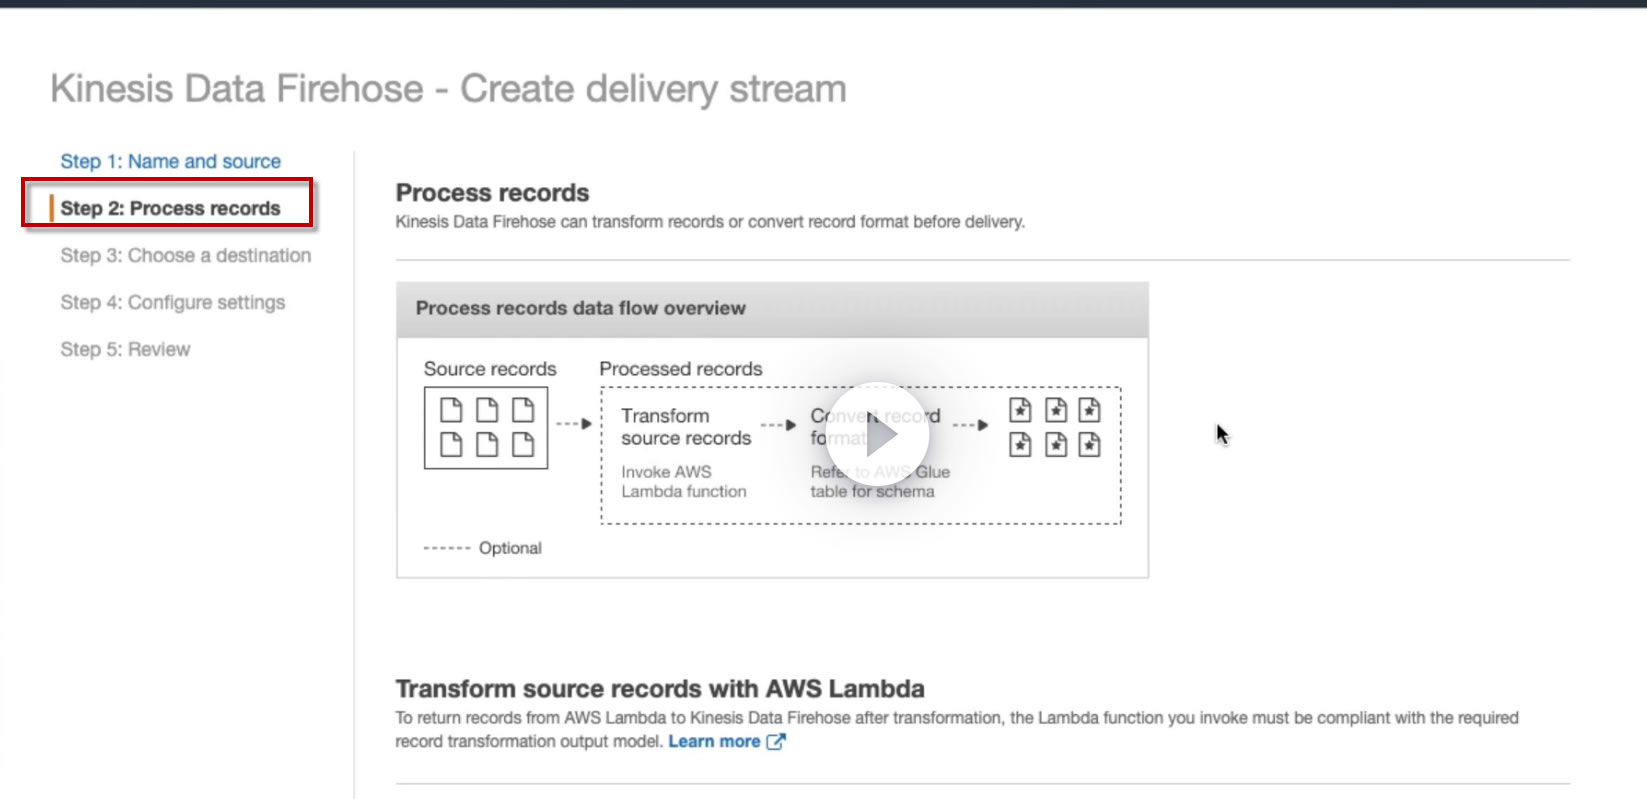 Kinesis Data Firehose - Create delivery stream
Step 1: Name and source
Step 2: Process records
Step 3: Choose a destination
Step 4: Configure settings
Step 5: Review
Process records
Kinesis Data Firehose can transform records or convert record format before delivery.
Process records data flow overview
Source records
Processed records
Transform
source records
Invoke AWS
Lambda function
Convert record
format
Refer to AWS Glue
table for schema
Optional
Transform source records with AWS Lambda
To return records from AWS Lambda to Kinesis Data Firehose after transformation, the Lambda function you invoke must be compliant with the required
record transformation output model. Learn more